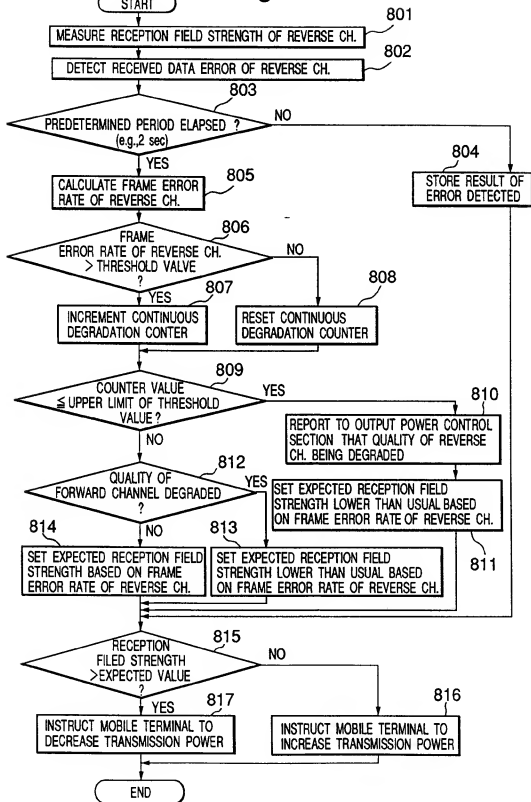 START
801
MEASURE RECEPTION FIELD STRENGTH OF REVERSE CH.
802
DETECT RECEIVED DATA ERROR OF REVERSE CH.
803
PREDETERMINED PERIOD ELAPSED ?
(e.g.,2 sec)
NO
YES
804
STORE RESULT OF
ERROR DETECTED
805
CALCULATE FRAME ERROR
RATE OF REVERSE CH.
806
FRAME
ERROR RATE OF REVERSE CH.
> THRESHOLD VALVE
?
NO
YES
807
INCREMENT CONTINUOUS
DEGRADATION CONTER
808
RESET CONTINUOUS
DEGRADATION COUNTER
809
COUNTER VALUE
≦ UPPER LIMIT OF THRESHOLD
VALUE ?
YES
NO
810
REPORT TO OUTPUT POWER CONTROL
SECTION THAT QUALITY OF REVERSE
CH. BEING DEGRADED
812
QUALITY OF
FORWARD CHANNEL DEGRADED
?
YES
NO
SET EXPECTED RECEPTION FIELD
STRENGTH LOWER THAN USUAL BASED
ON FRAME ERROR RATE OF REVERSE CH.
811
814
SET EXPECTED RECEPTION FIELD
STRENGTH BASED ON FRAME
ERROR RATE OF REVERSE CH.
813
SET EXPECTED RECEPTION FIELD
STRENGTH LOWER THAN USUAL BASED
ON FRAME ERROR RATE OF REVERSE CH.
815
RECEPTION
FILED STRENGTH
> EXPECTED VALUE
?
NO
YES
817
INSTRUCT MOBILE TERMINAL TO
DECREASE TRANSMISSION POWER
816
INSTRUCT MOBILE TERMINAL TO
INCREASE TRANSMISSION POWER
END